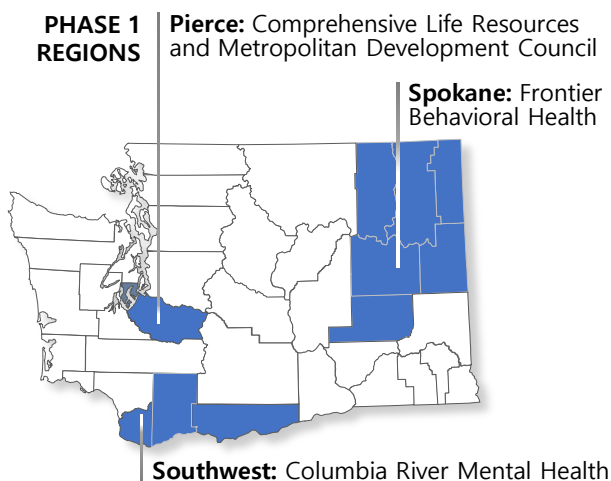 PHASE 1
REGIONS
Pierce: Comprehensive Life Resources
and Metropolitan Development Council
Spokane: Frontier
Behavioral Health
Southwest: Columbia River Mental Health